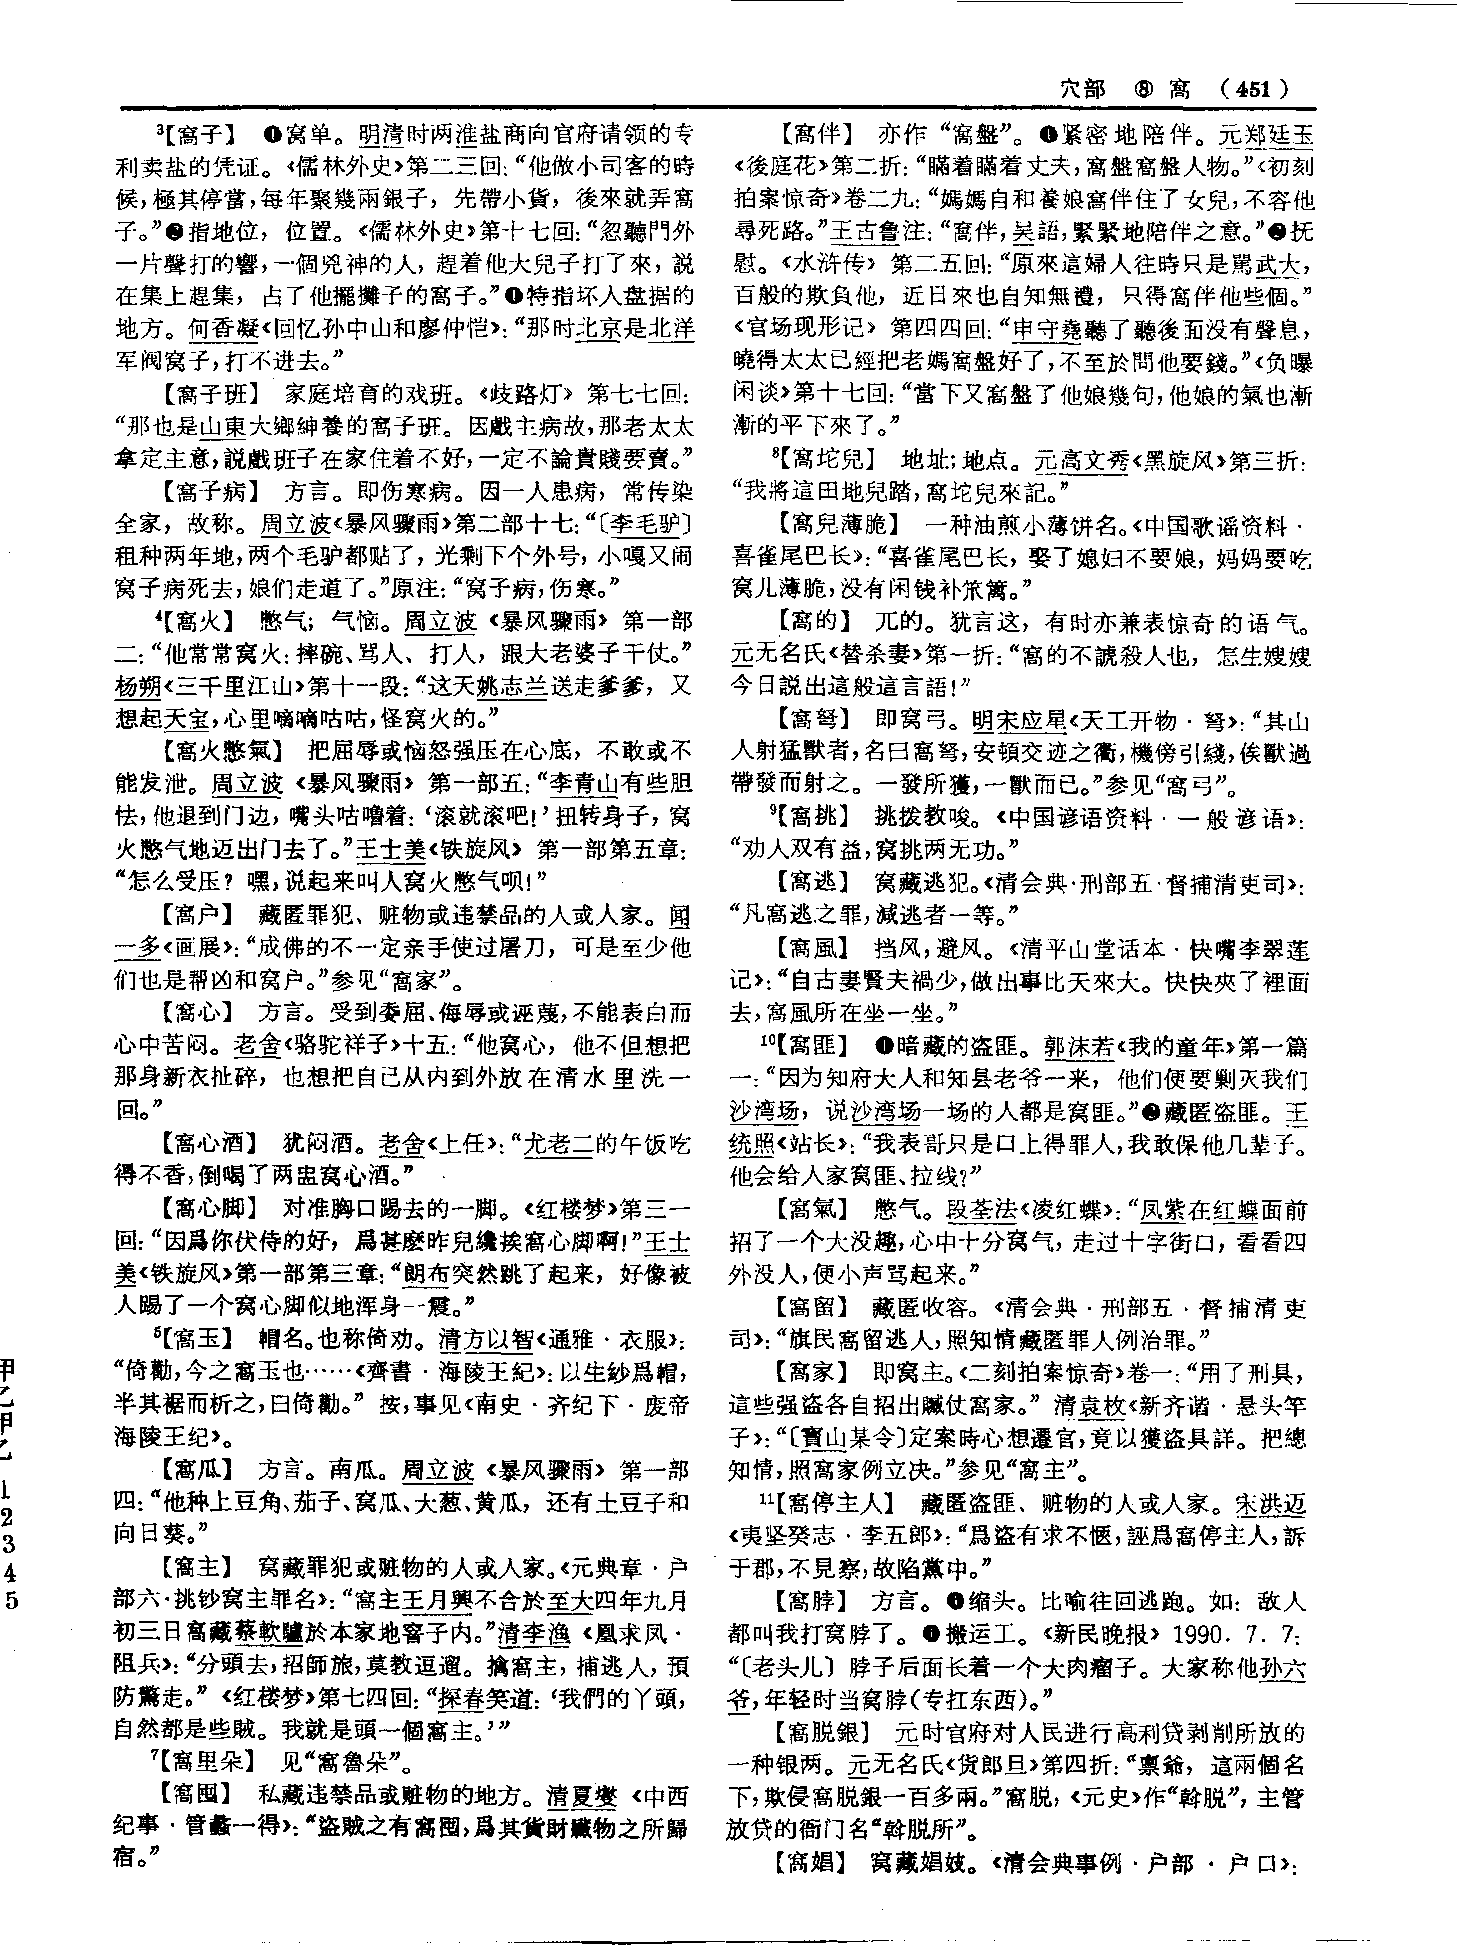 穴部 ⑧ 窩 （451）
³【窩子】 ❶窝单。明清时两淮盐商向官府请领的专
利卖盐的凭证。《儒林外史》第二三回：“他做小司客的時
候，極其停當，每年聚幾兩銀子， 先帶小貨， 後來就弄窩
子。”❷指地位， 位置。《儒林外史》第十七回：“忽聽門外
一片聲打的響，一個兇神的人， 趕着他大兒子打了來， 説
在集上趕集， 占了他擺攤子的窩子。”❸特指坏人盘据的
地方。何香凝《回忆孙中山和廖仲恺》：“那时北京是北洋
军阀窝子，打不进去。”
【窩子班】 家庭培育的戏班。《歧路灯》 第七七回：
“那也是山東大鄉紳養的窩子班。 因戲主病故，那老太太
拿定主意，説戲班子在家住着不好，一定不論貴賤要賣。”
【窩子病】 方言。即伤寒病。因一人患病， 常传染
全家， 故称。周立波《暴风骤雨》第二部十七：“〔李毛驴〕
租种两年地，两个毛驴都贴了， 光剩下个外号， 小嘎又闹
窝子病死去，娘们走道了。”原注：“窝子病，伤寒。”
⁴【窩火】 憋气；气恼。周立波《暴风骤雨》 第一部
二：“他常常窝火：摔碗、骂人、打人， 跟大老婆子干仗。”
杨朔《三千里江山》第十一段：“这天姚志兰送走爹爹， 又
想起天宝，心里嘀嘀咕咕，怪窝火的。”
【窩火憋氣】 把屈辱或恼怒强压在心底， 不敢或不
能发泄。周立波《暴风骤雨》 第一部五：“李青山有些胆
怯，他退到门边， 嘴头咕噜着：‘滚就滚吧！’扭转身子， 窝
火憋气地迈出门去了。”王士美《铁旋风》 第一部第五章：
“怎么受压？嘿，说起来叫人窝火憋气呗！”
【窩户】 藏匿罪犯、赃物或违禁品的人或人家。闻
一多《画展》：“成佛的不一定亲手使过屠刀， 可是至少他
们也是帮凶和窝户。”参见“窩家”。
【窩心】 方言。受到委屈、侮辱或诬蔑，不能表白而
心中苦闷。老舍《骆驼祥子》十五：“他窝心， 他不但想把
那身新衣扯碎， 也想把自己从内到外放在清水里洗一
回。”
【窩心酒】 犹闷酒。老舍《上任》：“尤老二的午饭吃
得不香，倒喝了两盅窝心酒。”
【窩心脚】 对准胸口踢去的一脚。《红楼梦》第三一
回：“因爲你伏侍的好， 爲甚麽昨兒纔挨窩心脚啊！”王士
美《铁旋风》第一部第三章：“朗布突然跳了起来， 好像被
人踢了一个窝心脚似地浑身一震。”
⁵【窩玉】 帽名。也称倚劝。清方以智《通雅·衣服》：
“倚勸，今之窩玉也……《齊書·海陵王紀》：以生紗爲帽，
半其裾而析之，曰倚勸。” 按，事见《南史·齐纪下·废帝
海陵王纪》。
【窩瓜】 方言。南瓜。周立波《暴风骤雨》 第一部
四：“他种上豆角、茄子、窝瓜、大葱、黄瓜， 还有土豆子和
向日葵。”
【窩主】 窝藏罪犯或赃物的人或人家。《元典章·户
部六·挑钞窝主罪名》：“窩主王月興不合於至大四年九月
初三日窩藏蔡軟驢於本家地窨子内。”清李渔《凰求凤·
阻兵》：“分頭去，招師旅，莫教逗遛。擒窩主， 捕逃人， 預
防驚走。”《红楼梦》第七四回：“探春笑道：‘我們的丫頭，
自然都是些賊。我就是頭一個窩主。’”
⁷【窩里朵】 见“窩魯朵”。
【窩囤】 私藏违禁品或赃物的地方。清夏燮《中西
纪事·管蠡一得》：“盜賊之有窩囤，爲其貨財贓物之所歸
宿。”
【窩伴】 亦作“窩盤”。❶紧密地陪伴。元郑廷玉
《後庭花》第二折：“瞞着瞞着丈夫，窩盤窩盤人物。”《初刻
拍案惊奇》卷二九：“媽媽自和養娘窩伴住了女兒，不容他
尋死路。”王古鲁注：“窩伴，吴語，緊緊地陪伴之意。”❷抚
慰。《水浒传》 第二五回：“原來這婦人往時只是駡武大，
百般的欺負他， 近日來也自知無禮， 只得窩伴他些個。”
《官场现形记》 第四四回：“申守堯聽了聽後面没有聲息，
曉得太太已經把老媽窩盤好了，不至於問他要錢。”《负曝
闲谈》第十七回：“當下又窩盤了他娘幾句，他娘的氣也漸
漸的平下來了。”
⁸【窩坨兒】 地址；地点。元高文秀《黑旋风》第三折：
“我將這田地兒踏，窩坨兒來記。”
【窩兒薄脆】 一种油煎小薄饼名。《中国歌谣资料·
喜雀尾巴长》：“喜雀尾巴长， 娶了媳妇不要娘， 妈妈要吃
窝儿薄脆，没有闲钱补笊篱。”
【窩的】 兀的。犹言这， 有时亦兼表惊奇的语气。
元无名氏《替杀妻》第一折：“窩的不諕殺人也， 怎生嫂嫂
今日説出這般這言語！”
【窩弩】 即窝弓。明宋应星《天工开物·弩》：“其山
人射猛獸者，名曰窩弩，安頓交迹之衢，機傍引綫，俟獸過
帶發而射之。一發所獲，一獸而已。”参见“窩弓”。
⁹【窩挑】 挑拨教唆。《中国谚语资料·一般谚语》：
“劝人双有益，窝挑两无功。”
【窩逃】 窝藏逃犯。《清会典·刑部五·督捕清吏司》：
“凡窩逃之罪，減逃者一等。”
【窩風】 挡风，避风。《清平山堂话本·快嘴李翠莲
记》：“自古妻賢夫禍少，做出事比天來大。快快夾了裡面
去，窩風所在坐一坐。”
¹⁰【窩匪】 ❶暗藏的盗匪。郭沫若《我的童年》第一篇
一：“因为知府大人和知县老爷一来， 他们便要剿灭我们
沙湾场， 说沙湾场一场的人都是窝匪。”❷藏匿盗匪。王
统照《站长》：“我表哥只是口上得罪人，我敢保他几辈子。
他会给人家窝匪、拉线？”
【窩氣】 憋气。段荃法《凌红蝶》：“凤紫在红蝶面前
招了一个大没趣，心中十分窝气， 走过十字街口， 看看四
外没人，便小声骂起来。”
【窩留】 藏匿收容。《清会典·刑部五·督捕清吏
司》：“旗民窩留逃人，照知情藏匿罪人例治罪。”
【窩家】 即窝主。《二刻拍案惊奇》卷一：“用了刑具，
這些强盜各自招出贓仗窩家。” 清袁枚《新齐谐·悬头竿
子》：“〔寶山某令〕定案時心想遷官，竟以獲盜具詳。把總
知情，照窩家例立决。”参见“窩主”。
¹¹【窩停主人】 藏匿盗匪、赃物的人或人家。宋洪迈
《夷坚癸志·李五郎》：“爲盜有求不愜，誣爲窩停主人，訴
于郡，不見察，故陷黨中。”
【窩脖】 方言。❶缩头。比喻往回逃跑。如：敌人
都叫我打窝脖了。❷搬运工。《新民晚报》1990．7．7：
“〔老头儿〕脖子后面长着一个大肉瘤子。大家称他孙六
爷，年轻时当窝脖（专扛东西）。”
【窩脱銀】 元时官府对人民进行高利贷剥削所放的
一种银两。元无名氏《货郎旦》第四折：“禀爺， 這兩個名
下，欺侵窩脱銀一百多兩。”窩脱，《元史》作“斡脱”，主管
放贷的衙门名“斡脱所”。
【窩娼】 窝藏娼妓。《清会典事例·户部·户口》：
甲乙甲乙 1 2 3 4 5